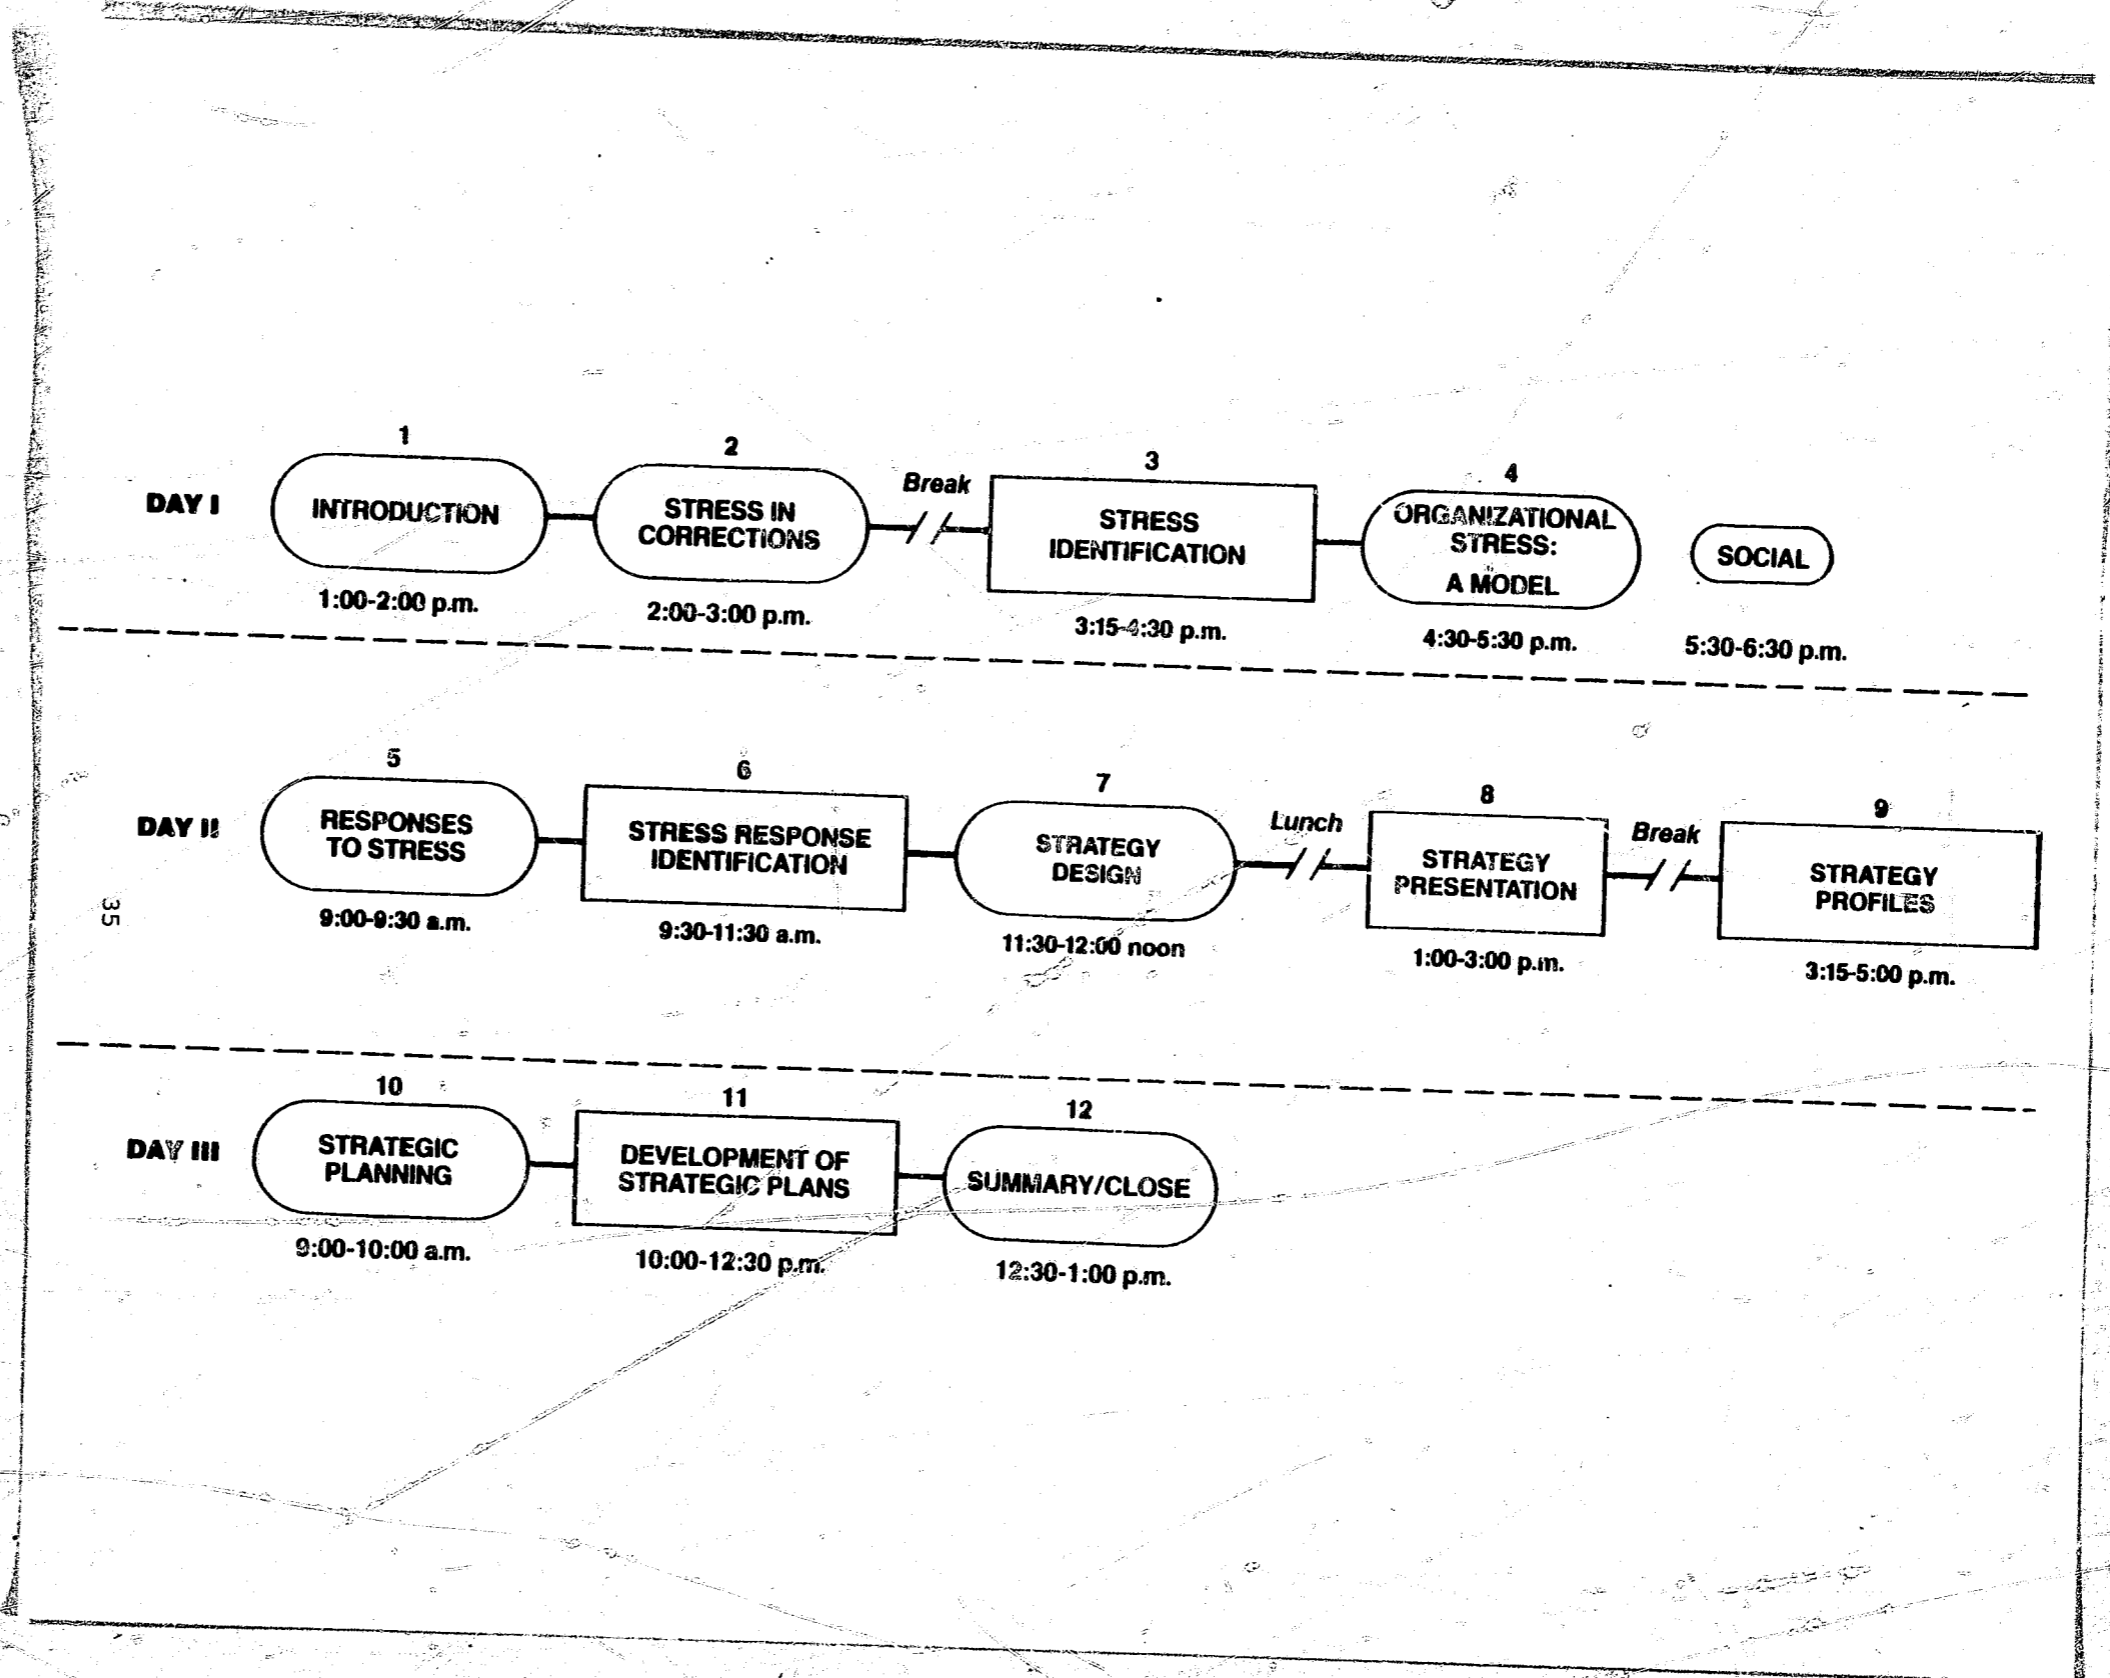 1
2
3
4
DAY I
INTRODUCTION
STRESS IN
CORRECTIONS
Break
STRESS
IDENTIFICATION
ORGANIZATIONAL
STRESS:
A MODEL
SOCIAL
1:00-2:00 p.m.
2:00-3:00 p.m.
3:15-4:30 p.m.
4:30-5:30 p.m.
5:30-6:30 p.m.
5
6
7
8
9
DAY II
RESPONSES
TO STRESS
STRESS RESPONSE
IDENTIFICATION
STRATEGY
DESIGN
Lunch
STRATEGY
PRESENTATION
Break
STRATEGY
PROFILES
9:00-9:30 a.m.
9:30-11:30 a.m.
11:30-12:00 noon
1:00-3:00 p.m.
3:15-5:00 p.m.
35
10
11
12
DAY III
STRATEGIC
PLANNING
DEVELOPMENT OF
STRATEGIC PLANS
SUMMARY/CLOSE
9:00-10:00 a.m.
10:00-12:30 p.m.
12:30-1:00 p.m.